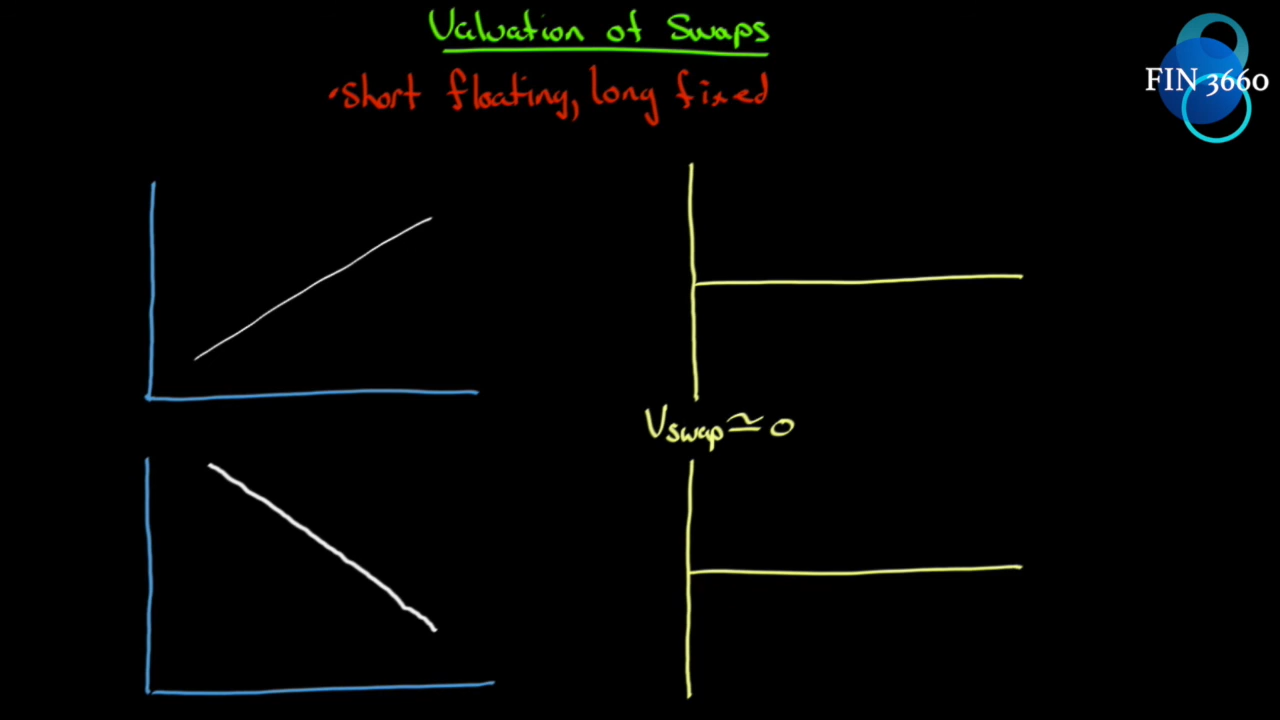 Valuation of Swaps
FIN 3660
•short floating, long fixed
Vswap ≃ 0